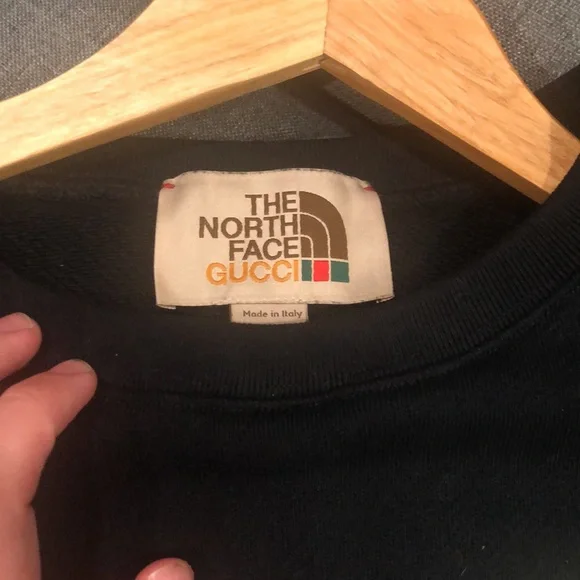 THE
NORTH
FACE
GUCCI
Made in Italy